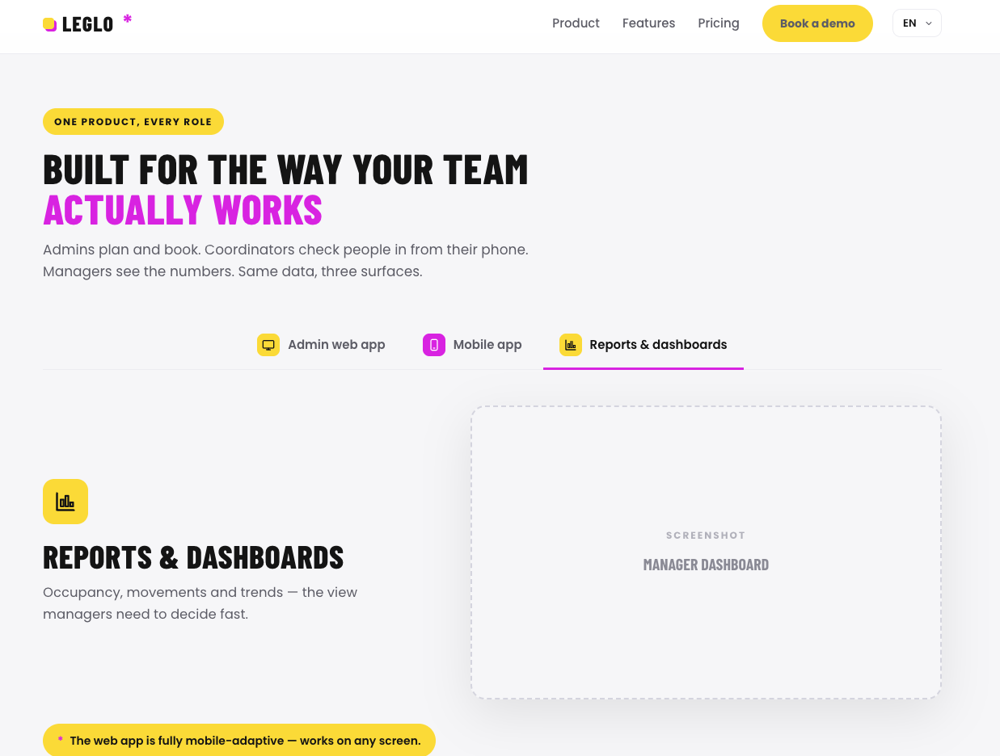 LEGLO *
Product
Features
Pricing
Book a demo
EN
ONE PRODUCT, EVERY ROLE
BUILT FOR THE WAY YOUR TEAM
ACTUALLY WORKS
Admins plan and book. Coordinators check people in from their phone.
Managers see the numbers. Same data, three surfaces.
Admin web app
Mobile app
Reports & dashboards
REPORTS & DASHBOARDS
Occupancy, movements and trends — the view
managers need to decide fast.
SCREENSHOT
MANAGER DASHBOARD
* The web app is fully mobile-adaptive — works on any screen.